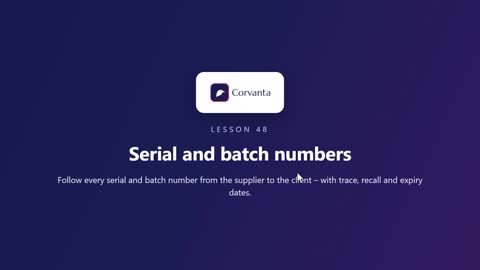 Corvanta
LESSON 48
Serial and batch numbers
Follow every serial and batch number from the supplier to the client – with trace, recall and expiry
dates.